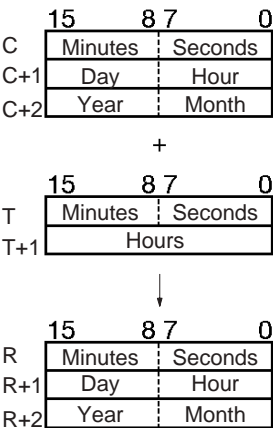 15 8 7 0
C Minutes Seconds
C+1 Day Hour
C+2 Year Month
+
15 8 7 0
T Minutes Seconds
T+1 Hours
15 8 7 0
R Minutes Seconds
R+1 Day Hour
R+2 Year Month